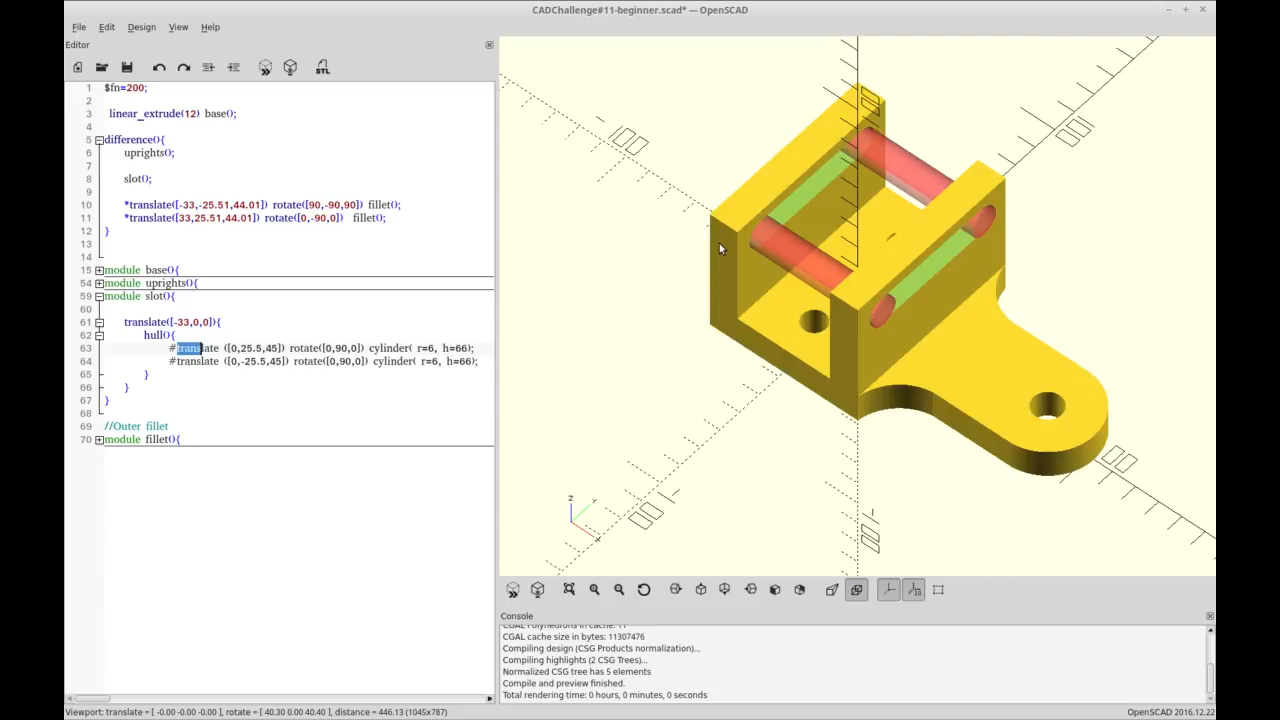 CADChallenge#11-beginner.scad* — OpenSCAD
File Edit Design View Help
Editor
STL
1 $fn=200;
2
3 linear_extrude(12) base();
4
5 difference(){
6 uprights();
7
8 slot();
9
10 *translate([-33,-25.51,44.01]) rotate([90,-90,90]) fillet();
11 *translate([33,25.51,44.01]) rotate([0,-90,0]) fillet();
12 }
13
14
15 module base(){
54 module uprights(){
59 module slot(){
60
61 translate([-33,0,0]){
62 hull(){
63 #translate ([0,25.5,45]) rotate([0,90,0]) cylinder( r=6, h=66);
64 #translate ([0,-25.5,45]) rotate([0,90,0]) cylinder( r=6, h=66);
65 }
66 }
67 }
68
69 //Outer fillet
70 module fillet(){
z
Console
CGAL Polyhedrons in cache: 11
CGAL cache size in bytes: 11307476
Compiling design (CSG Products normalization)...
Compiling highlights (2 CSG Trees)...
Normalized CSG tree has 5 elements
Compile and preview finished.
Total rendering time: 0 hours, 0 minutes, 0 seconds
Viewport: translate = [ -0.00 -0.00 -0.00 ], rotate = [ 40.30 0.00 40.40 ], distance = 446.13 (1045x787)
OpenSCAD 2016.12.22